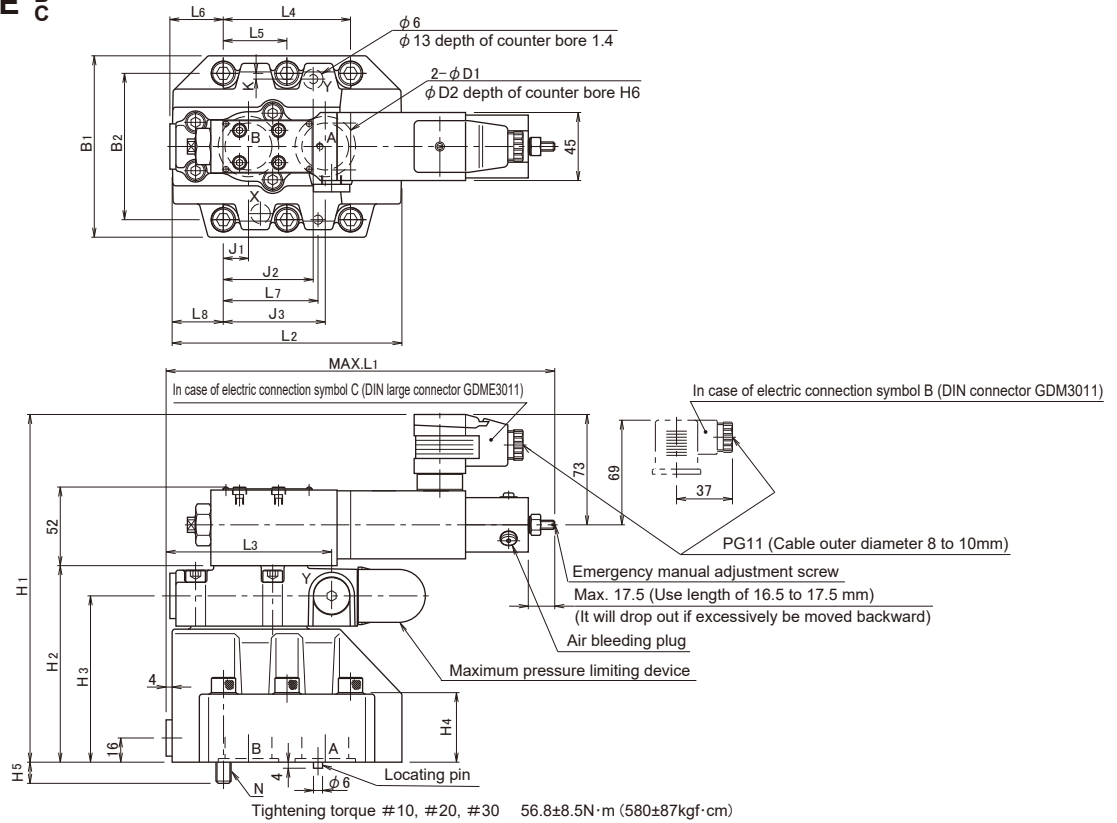 E C
L6 L4
L5
φ6
φ13 depth of counter bore 1.4
2-φD1
φD2 depth of counter bore H6
K Y
B A
X
B1 B2
45
J1
J2
L7
L8 J3
L2
MAX.L1
In case of electric connection symbol C (DIN large connector GDME3011)
In case of electric connection symbol B (DIN connector GDM3011)
73
69
37
52
L3
Y
PG11 (Cable outer diameter 8 to 10mm)
Emergency manual adjustment screw
Max. 17.5 (Use length of 16.5 to 17.5 mm)
(It will drop out if excessively be moved backward)
Air bleeding plug
Maximum pressure limiting device
H1
H2
H3
4
16
H4
H5
B A
4
φ6
Locating pin
N
Tightening torque #10, #20, #30 56.8±8.5N·m (580±87kgf·cm)